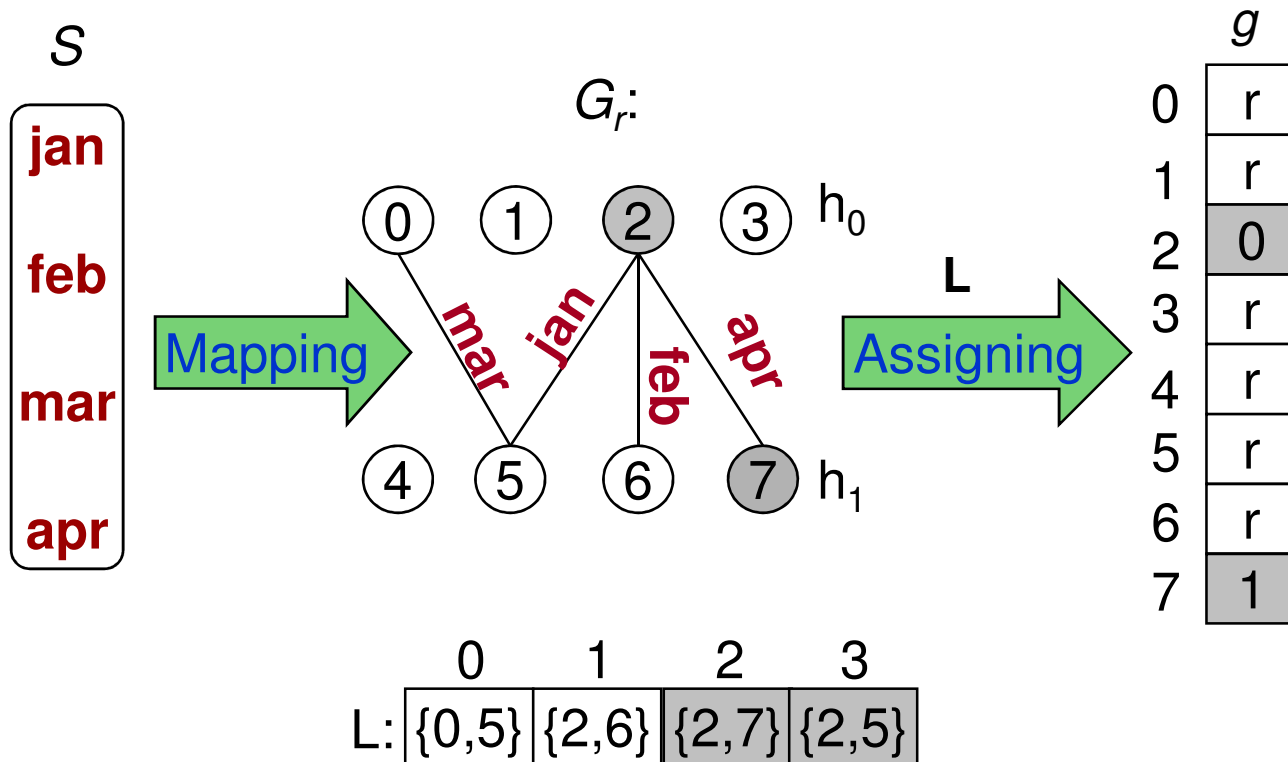 S
jan
feb
mar
apr
Mapping
G_r:
0 1 2 3 h_0
mar jan feb apr
4 5 6 7 h_1
L
Assigning
g
0 r
1 r
2 0
3 r
4 r
5 r
6 r
7 1
0 1 2 3
L: {0,5} {2,6} {2,7} {2,5}